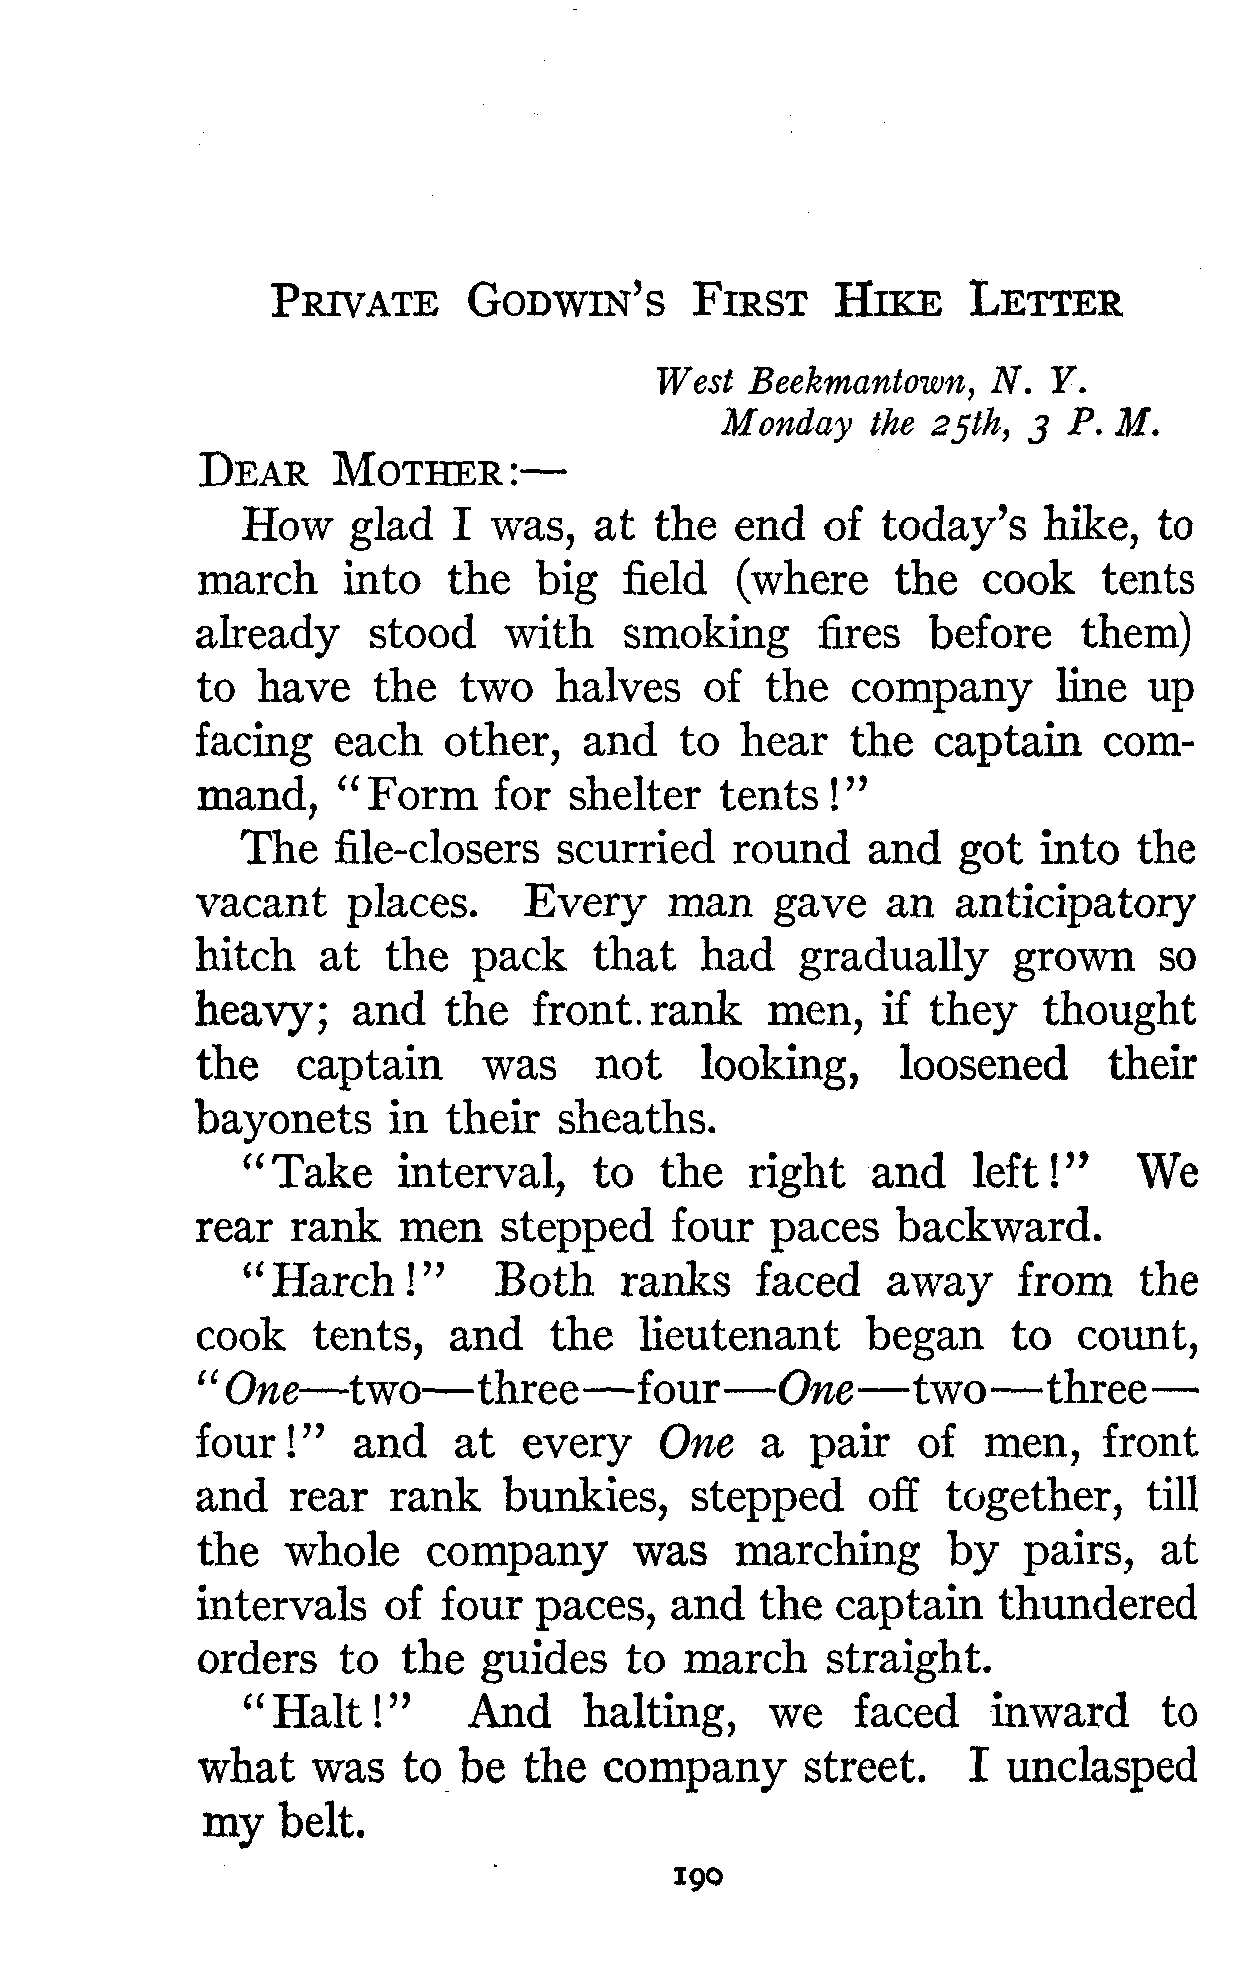 PRIVATE GODWIN'S FIRST HIKE LETTER
West Beekmantown, N. Y.
Monday the 25th, 3 P. M.
DEAR MOTHER:—
How glad I was, at the end of today's hike, to
march into the big field (where the cook tents
already stood with smoking fires before them)
to have the two halves of the company line up
facing each other, and to hear the captain com-
mand, "Form for shelter tents!"
The file-closers scurried round and got into the
vacant places. Every man gave an anticipatory
hitch at the pack that had gradually grown so
heavy; and the front rank men, if they thought
the captain was not looking, loosened their
bayonets in their sheaths.
"Take interval, to the right and left!" We
rear rank men stepped four paces backward.
"Harch!" Both ranks faced away from the
cook tents, and the lieutenant began to count,
"One—two—three—four—One—two—three—
four!" and at every One a pair of men, front
and rear rank bunkies, stepped off together, till
the whole company was marching by pairs, at
intervals of four paces, and the captain thundered
orders to the guides to march straight.
"Halt!" And halting, we faced inward to
what was to be the company street. I unclasped
my belt.
190